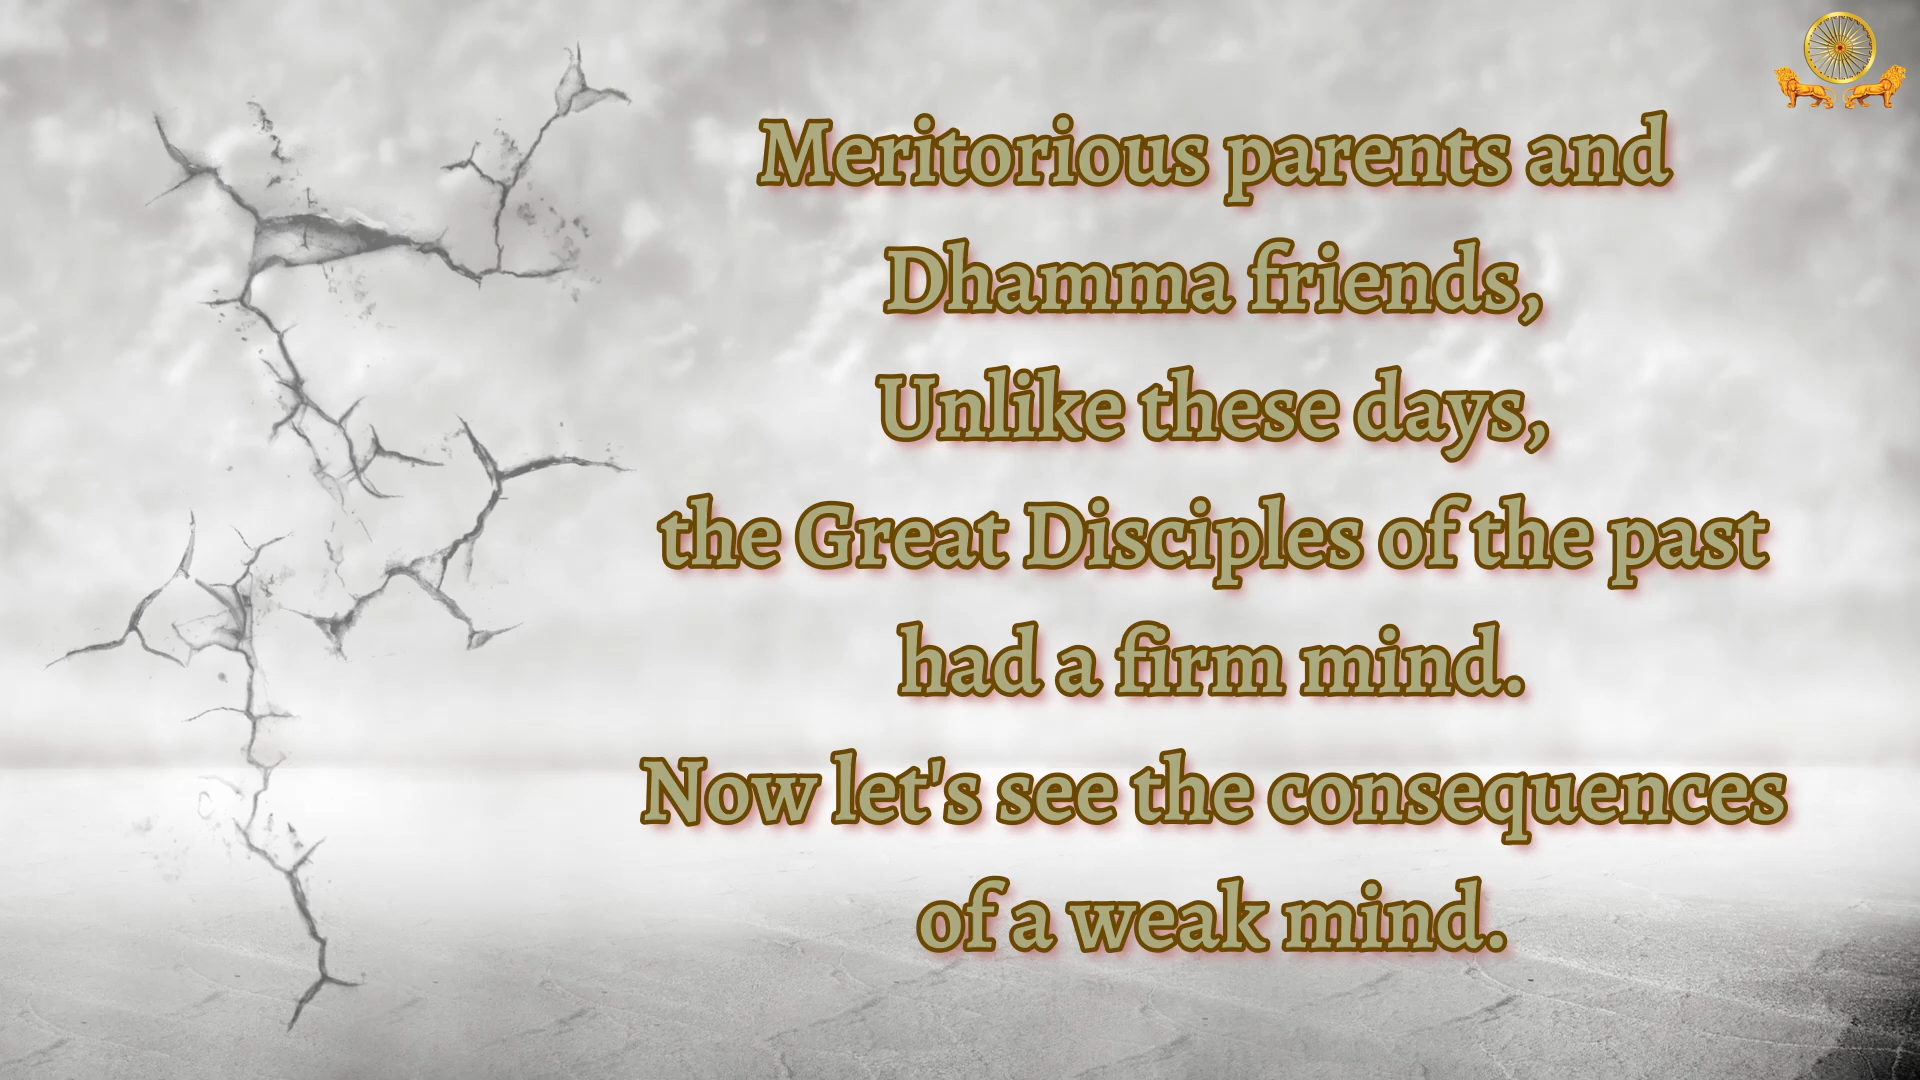 Meritorious parents and
Dhamma friends,
Unlike these days,
the Great Disciples of the past
had a firm mind.
Now let's see the consequences
of a weak mind.